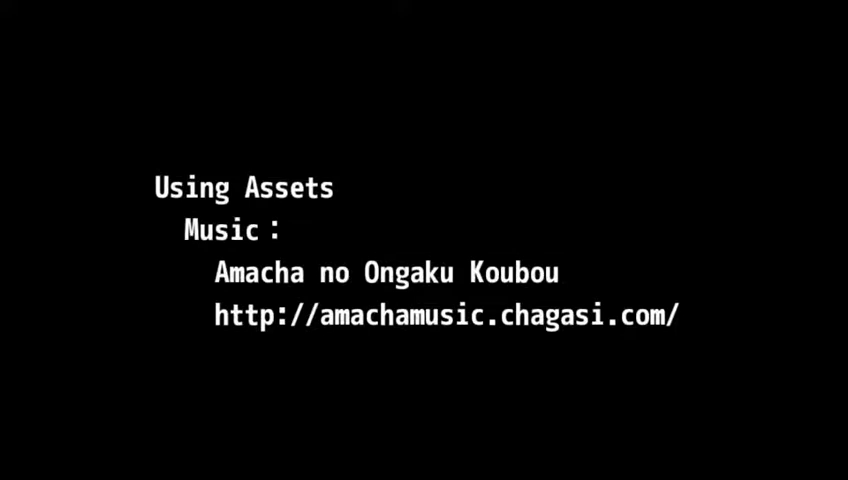 Using Assets
Music：
Amacha no Ongaku Koubou
http://amachamusic.chagasi.com/